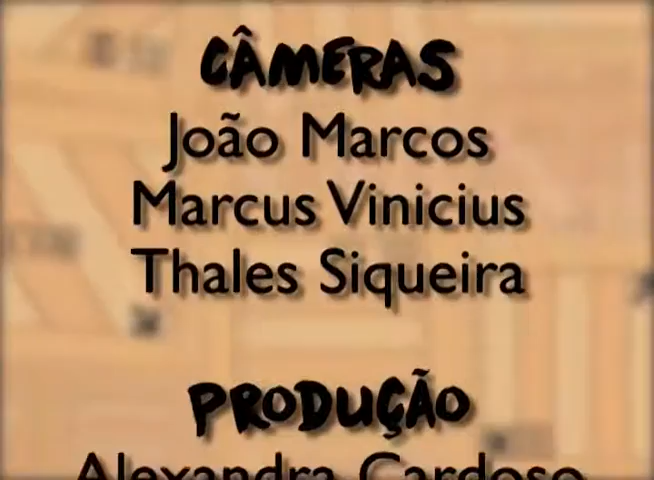 CÂMERAS
João Marcos
Marcus Vinicius
Thales Siqueira
PRODUÇÃO
Alexandra Cardoso